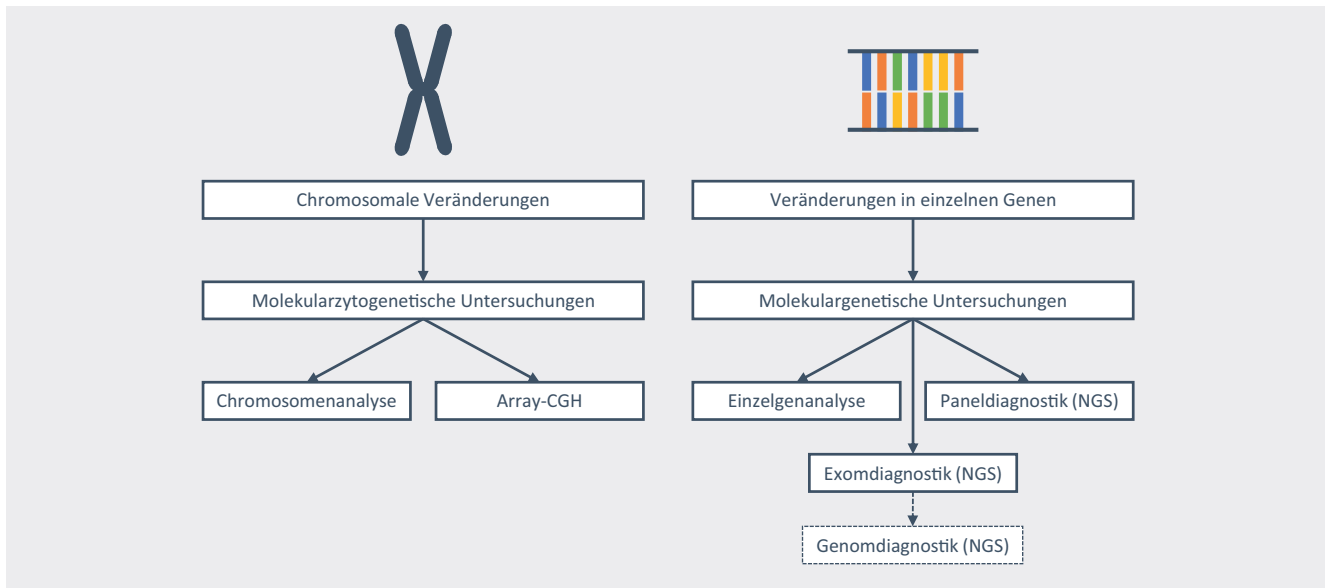 Chromosomale Veränderungen
Veränderungen in einzelnen Genen
Molekularzytogenetische Untersuchungen
Molekulargenetische Untersuchungen
Chromosomenanalyse
Array-CGH
Einzelgenanalyse
Paneldiagnostik (NGS)
Exomdiagnostik (NGS)
Genomdiagnostik (NGS)